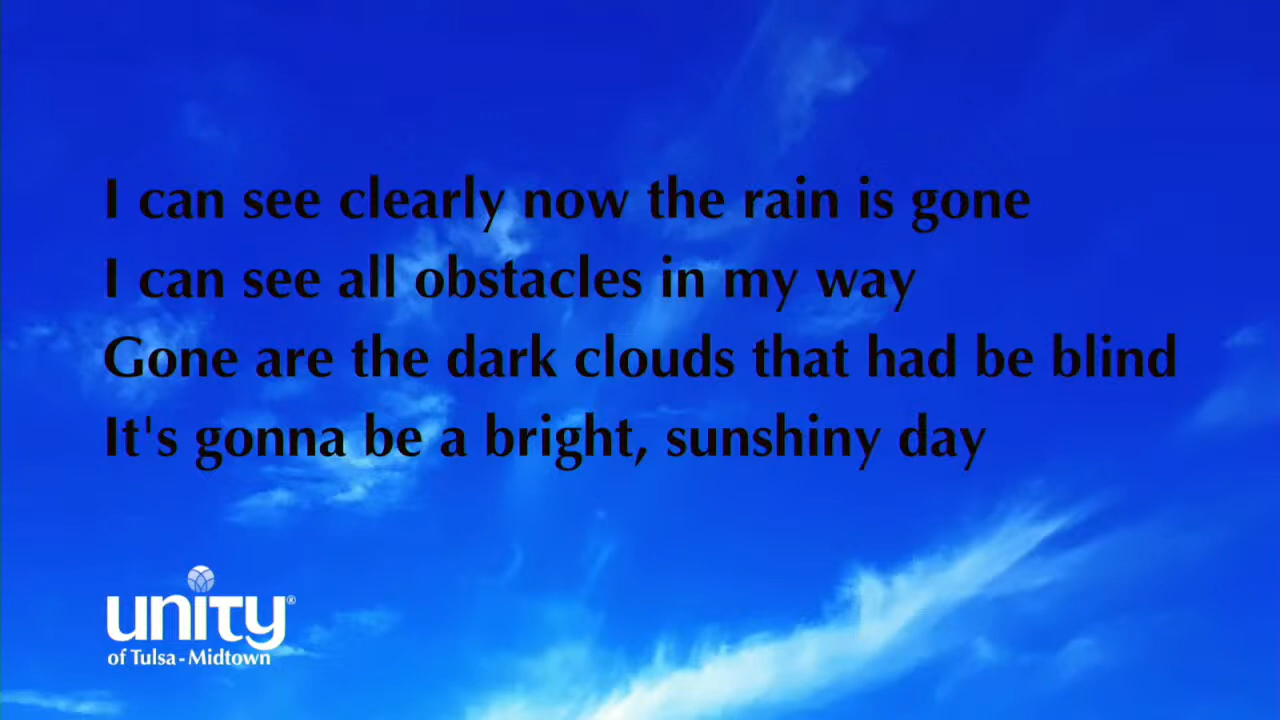 I can see clearly now the rain is gone
I can see all obstacles in my way
Gone are the dark clouds that had be blind
It's gonna be a bright, sunshiny day
unity®
of Tulsa - Midtown